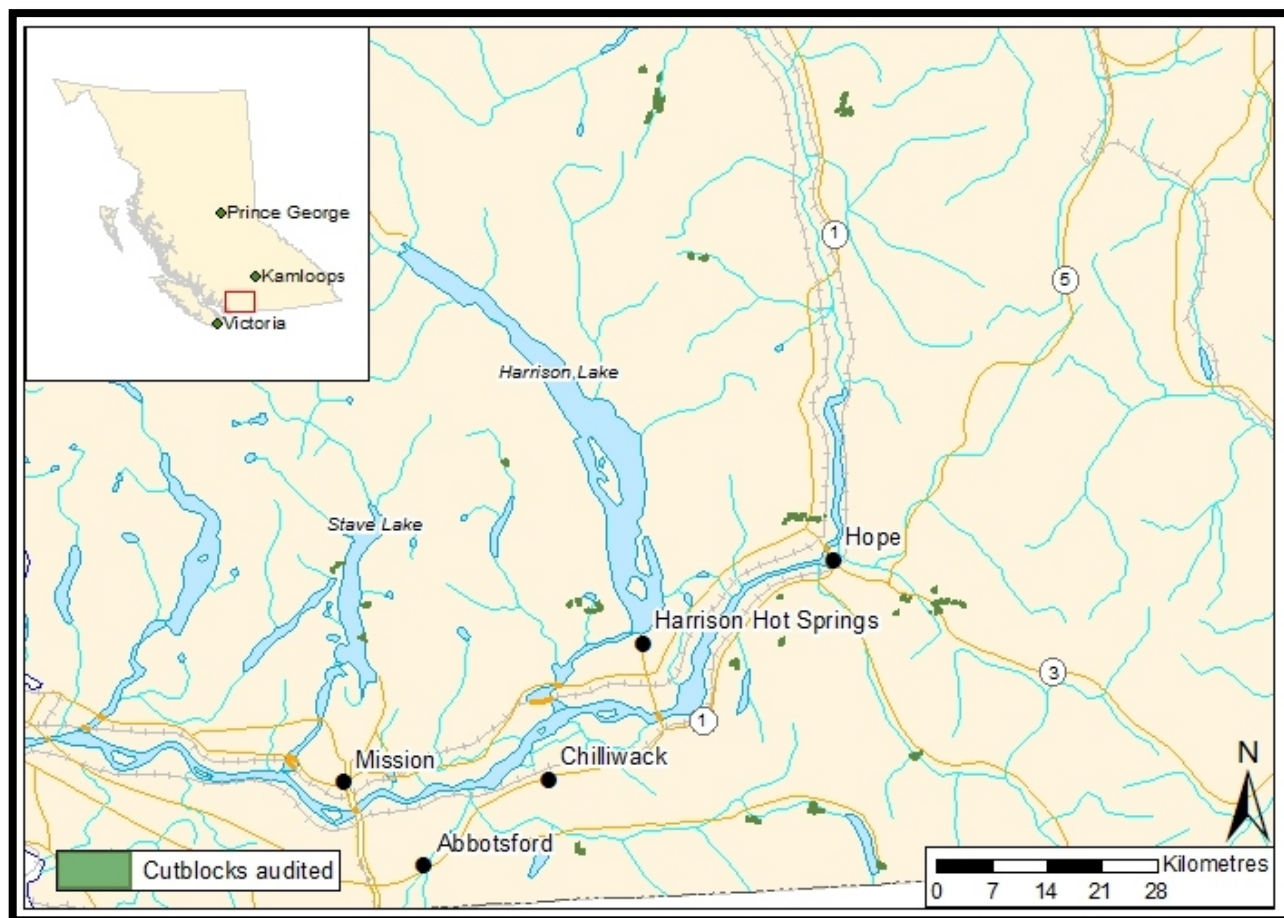 Prince George
Kamloops
Victoria
1
5
Harrison Lake
Stave Lake
Hope
Harrison Hot Springs
3
1
Mission
Chilliwack
Abbotsford
N
Cutblocks audited
Kilometres
0 7 14 21 28